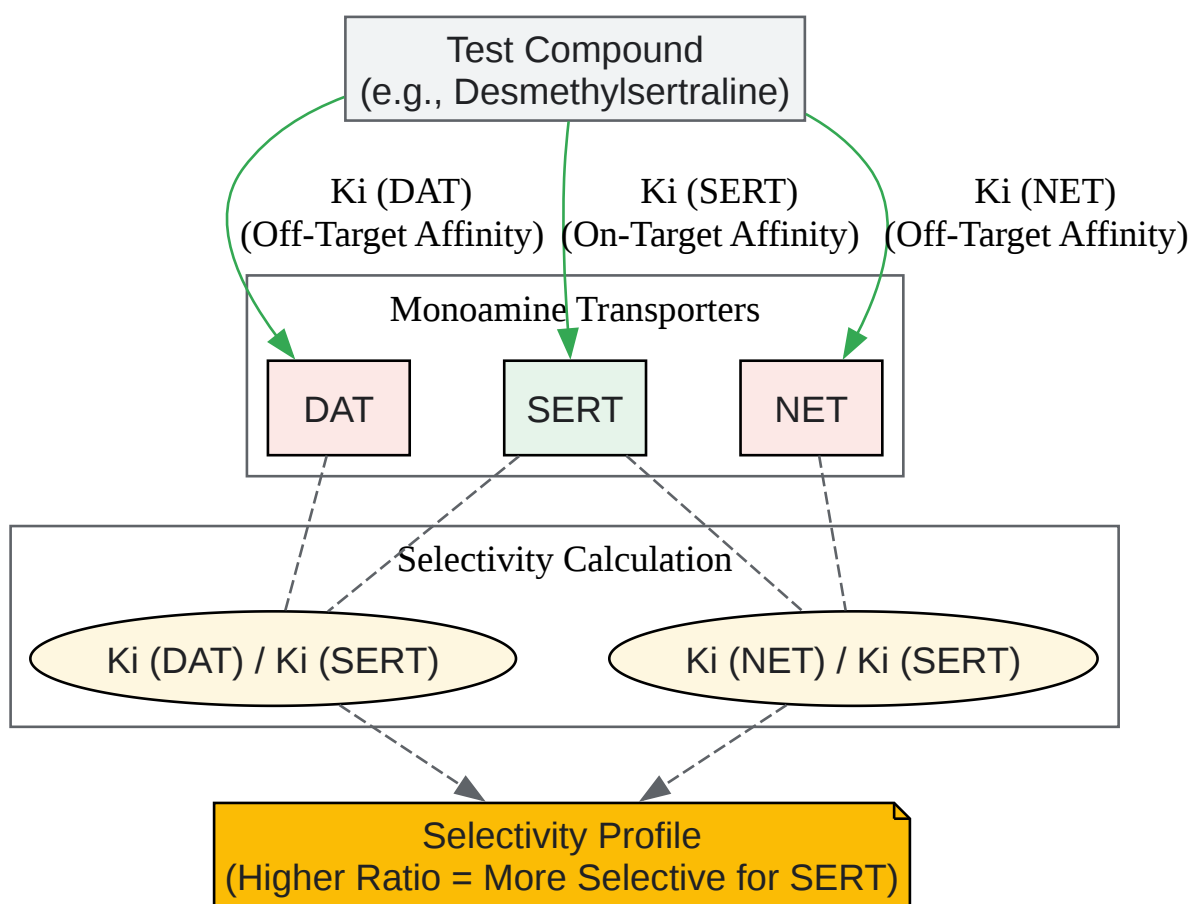 Test Compound
(e.g., Desmethylsertraline)
Ki (DAT)
(Off-Target Affinity)
Ki (SERT)
(On-Target Affinity)
Ki (NET)
(Off-Target Affinity)
Monoamine Transporters
DAT
SERT
NET
Selectivity Calculation
Ki (DAT) / Ki (SERT)
Ki (NET) / Ki (SERT)
Selectivity Profile
(Higher Ratio = More Selective for SERT)